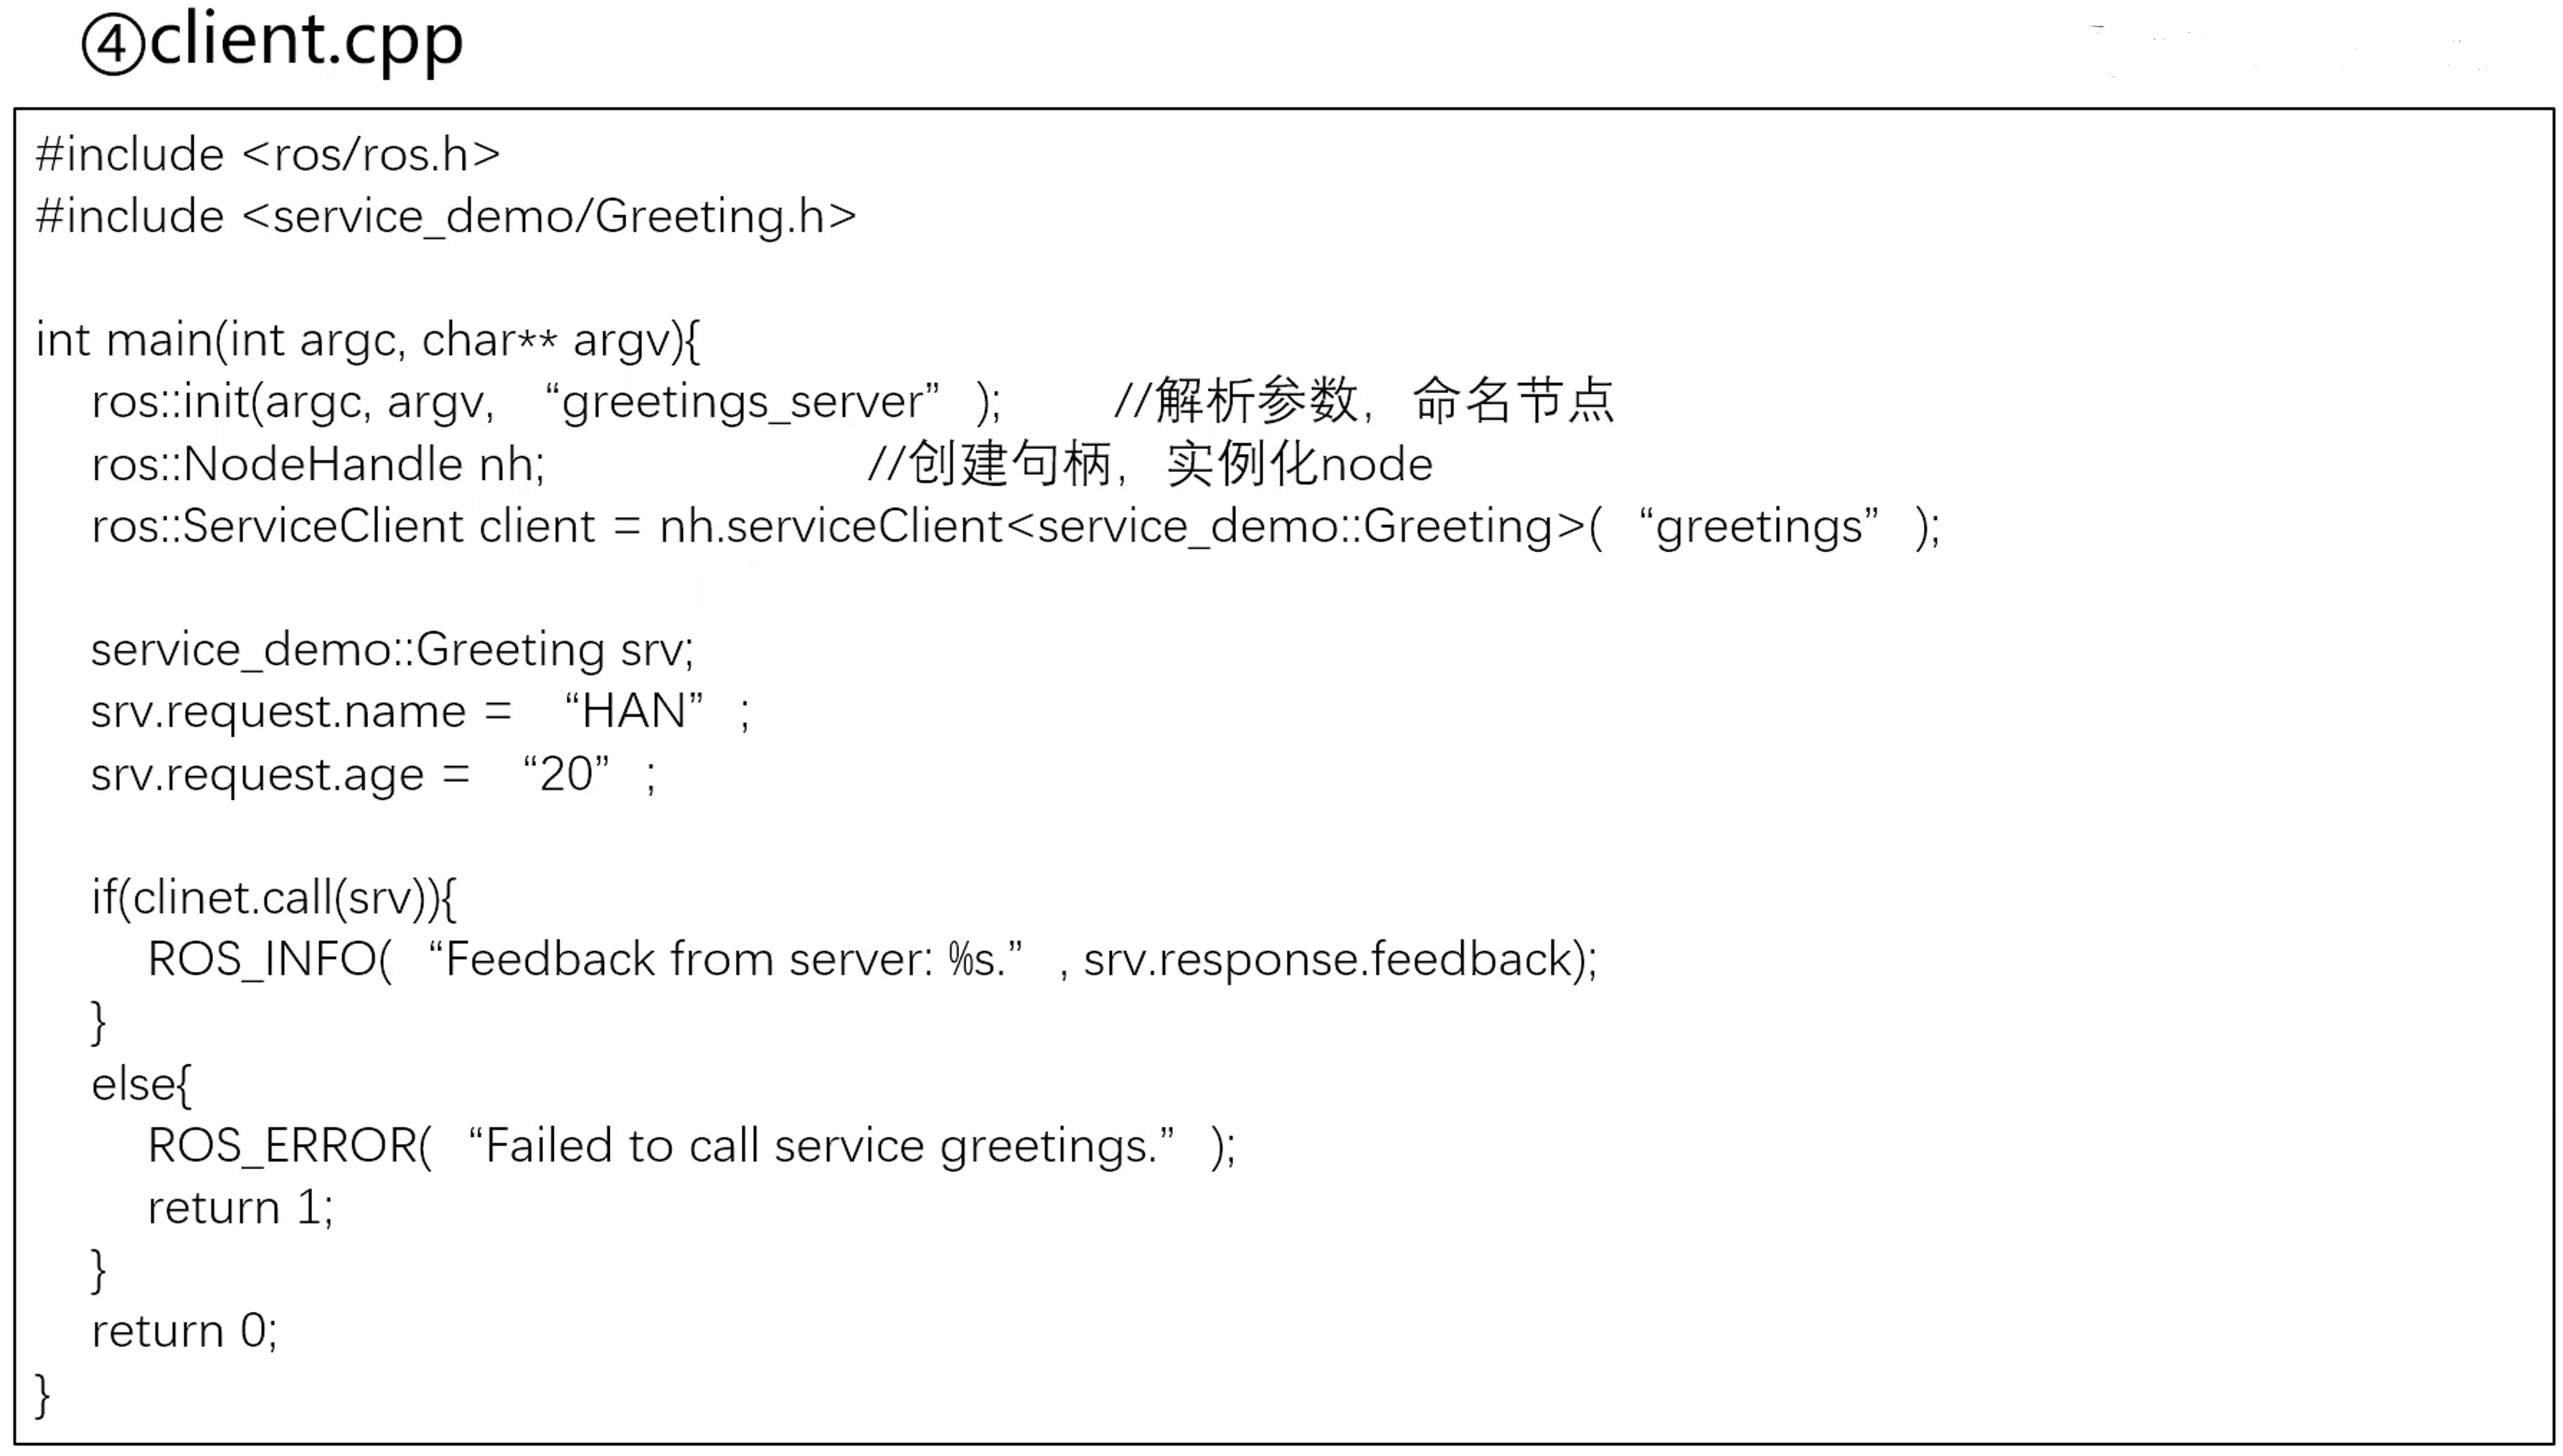 ④client.cpp
#include <ros/ros.h>
#include <service_demo/Greeting.h>
int main(int argc, char** argv){
ros::init(argc, argv, “greetings_server” ); //解析参数，命名节点
ros::NodeHandle nh; //创建句柄，实例化node
ros::ServiceClient client = nh.serviceClient<service_demo::Greeting>( “greetings” );
service_demo::Greeting srv;
srv.request.name = “HAN” ;
srv.request.age = “20” ;
if(clinet.call(srv)){
ROS_INFO( “Feedback from server: %s.” , srv.response.feedback);
}
else{
ROS_ERROR( “Failed to call service greetings.” );
return 1;
}
return 0;
}